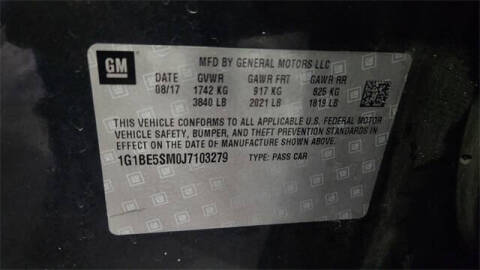 GM
MFD BY GENERAL MOTORS LLC
DATE GVWR GAWR FRT GAWR RR
08/17 1742 KG 917 KG 825 KG
3840 LB 2021 LB 1819 LB
THIS VEHICLE CONFORMS TO ALL APPLICABLE U.S. FEDERAL MOTOR
VEHICLE SAFETY, BUMPER, AND THEFT PREVENTION STANDARDS IN
EFFECT ON THE DATE OF MANUFACTURE SHOWN ABOVE.
1G1BE5SM0J7103279 TYPE: PASS CAR